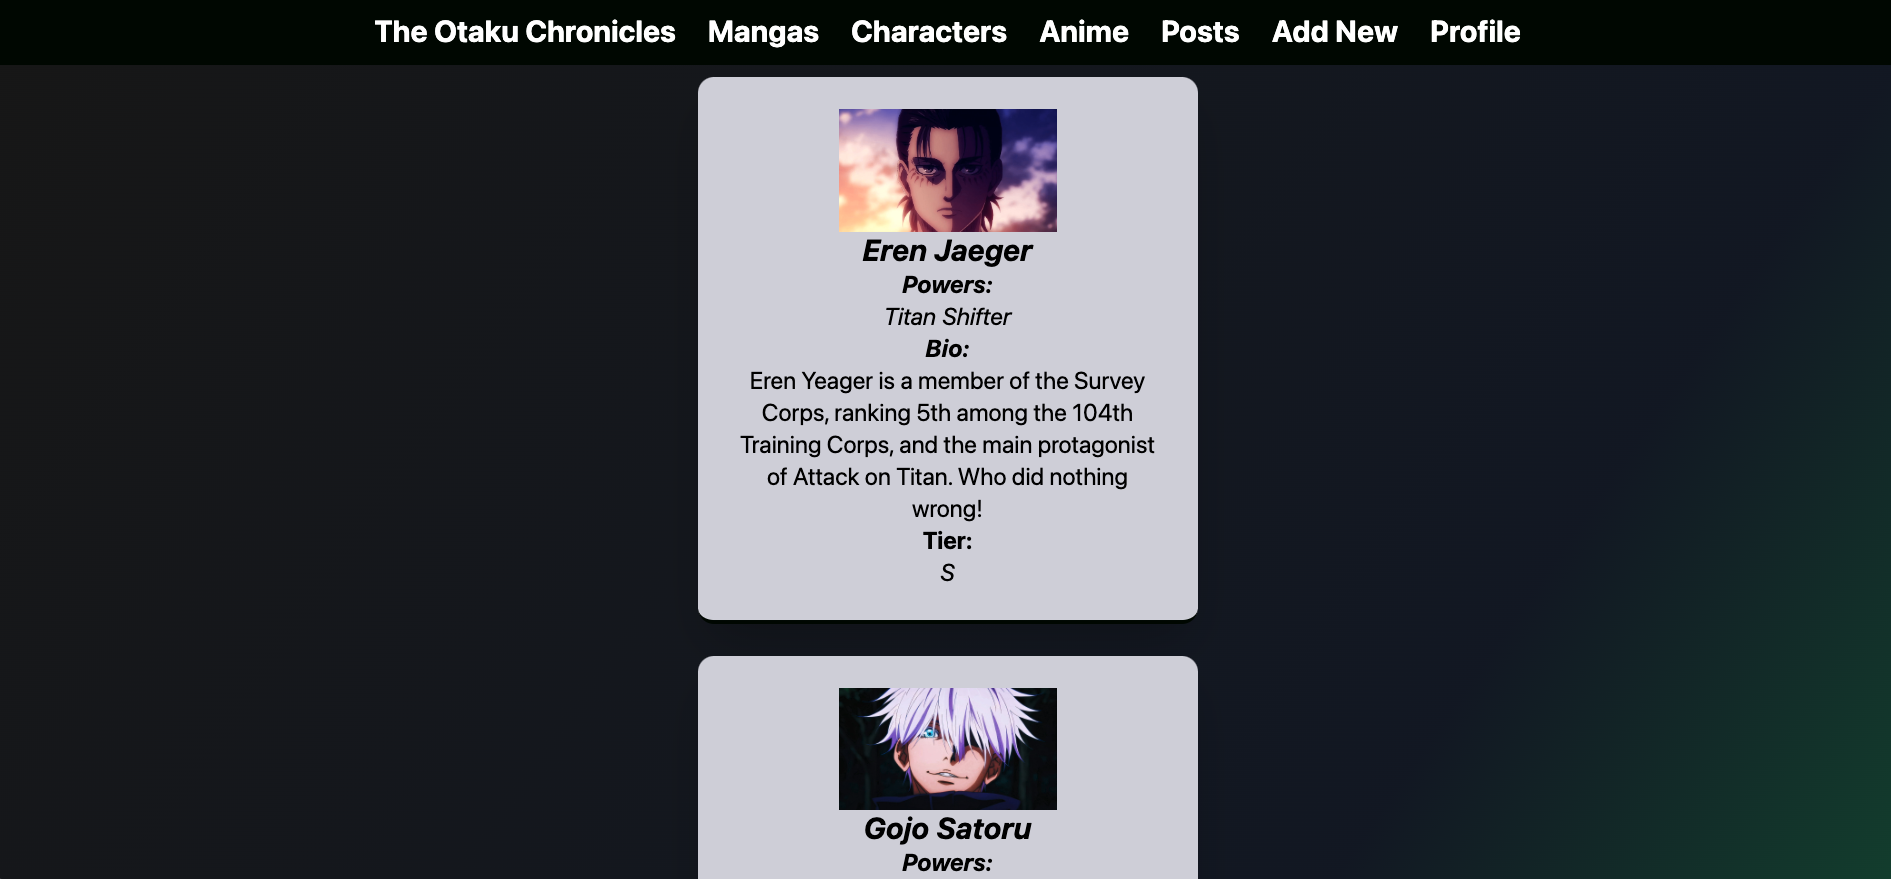 The Otaku Chronicles Mangas Characters Anime Posts Add New Profile
Eren Jaeger
Powers:
Titan Shifter
Bio:
Eren Yeager is a member of the Survey
Corps, ranking 5th among the 104th
Training Corps, and the main protagonist
of Attack on Titan. Who did nothing
wrong!
Tier:
S
Gojo Satoru
Powers: